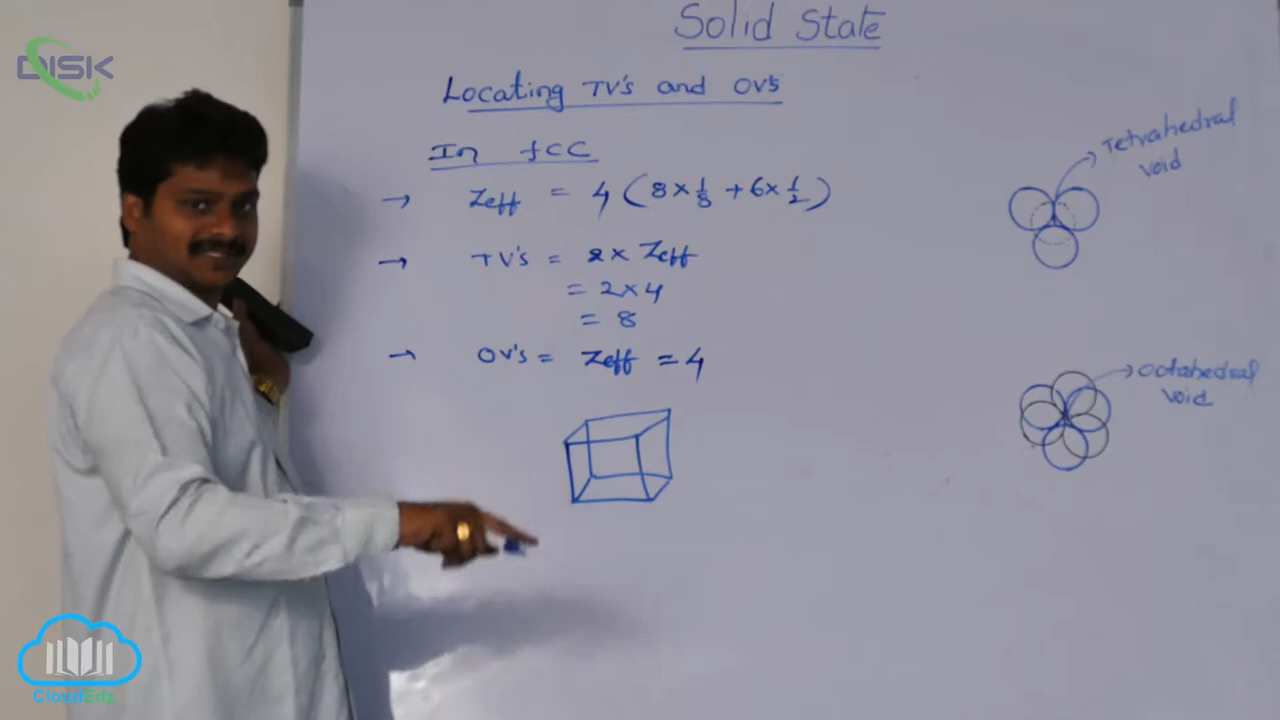 DISK
Solid State
Locating TV's and OV's
In fCC
→ Zeff = 4 (8 × 1/8 + 6 × 1/2)
→ TV's = 2 × Zeff
= 2 × 4
= 8
→ OV's = Zeff = 4
Tetrahedral
void
Octahedral
void
CloudEdz